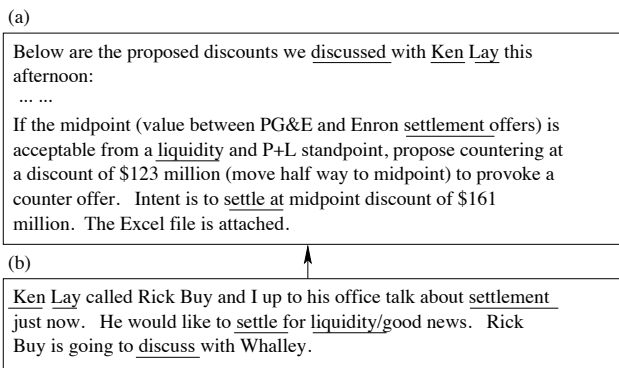 (a)
Below are the proposed discounts we discussed with Ken Lay this
afternoon:
... ...
If the midpoint (value between PG&E and Enron settlement offers) is
acceptable from a liquidity and P+L standpoint, propose countering at
a discount of $123 million (move half way to midpoint) to provoke a
counter offer. Intent is to settle at midpoint discount of $161
million. The Excel file is attached.
(b)
Ken Lay called Rick Buy and I up to his office talk about settlement
just now. He would like to settle for liquidity/good news. Rick
Buy is going to discuss with Whalley.